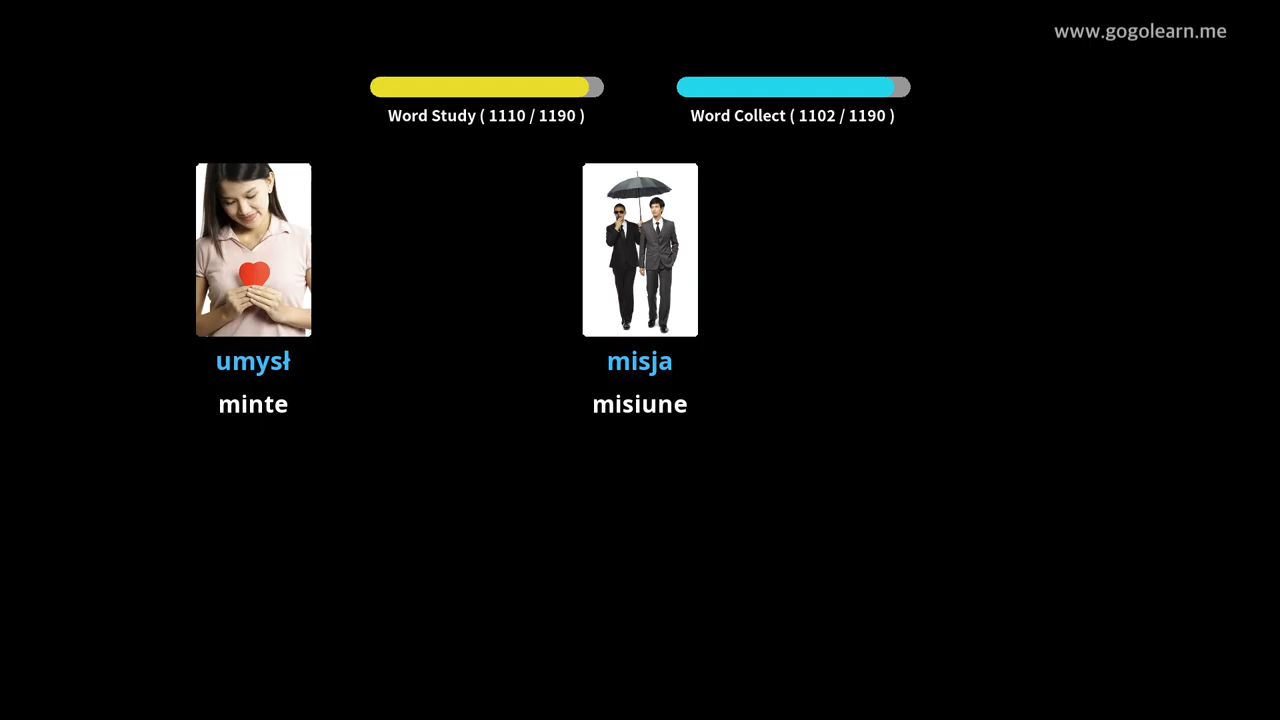 www.gogolearn.me
Word Study ( 1110 / 1190 )
Word Collect ( 1102 / 1190 )
umysł
misja
minte
misiune